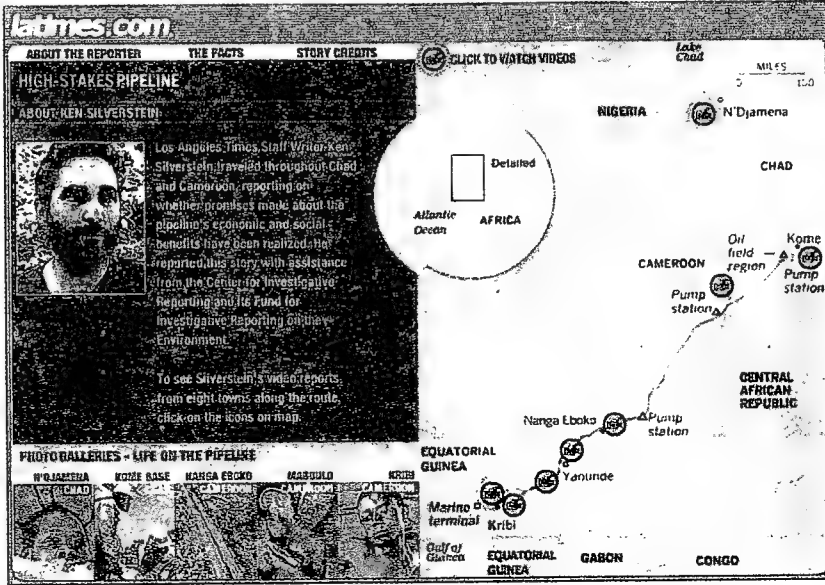 latimes.com
ABOUT THE REPORTER
THE FACTS
STORY CREDITS
HIGH-STAKES PIPELINE
ABOUT KEN SILVERSTEIN
Los Angeles Times Staff Writer Ken
Silverstein traveled throughout Chad
and Cameroon, reporting on
whether promises made about the
pipeline's economic and social
benefits have been realized. He
reported this story with assistance
from the Center for Investigative
Reporting and its Fund for
Investigative Reporting on the
Environment.
To see Silverstein's video reports
from eight towns along the route,
click on the icons on map.
PHOTO GALLERIES - LIFE ON THE PIPELINE
N'DJAMENA
CHAD
KOME BASE
CHAD
NANGA EBOKO
CAMEROON
CAMEROON
KRIBI
CAMEROON
CLICK TO WATCH VIDEOS
Lake
Chad
MILES
0 100
NIGERIA
N'Djamena
CHAD
Detailed
Atlantic
Ocean
AFRICA
CAMEROON
Oil
field
region
Kome
Pump
station
Pump
station
CENTRAL
AFRICAN
REPUBLIC
Nanga Eboko
Pump
station
EQUATORIAL
GUINEA
Yaounde
Marine
terminal
Kribi
Gulf of
Guinea
EQUATORIAL
GUINEA
GABON
CONGO